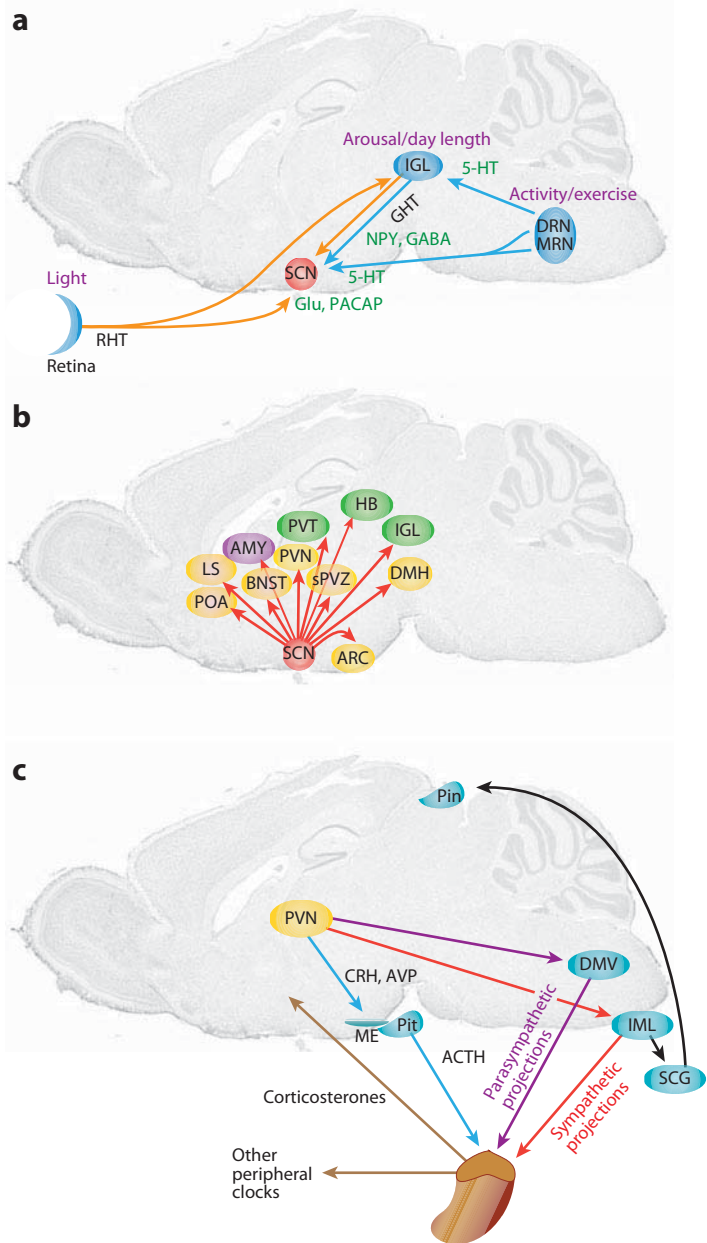 a
Arousal/day length
IGL
5-HT
Activity/exercise
GHT
DRN
MRN
NPY, GABA
SCN
5-HT
Light
Glu, PACAP
RHT
Retina
b
HB
PVT
IGL
AMY
PVN
LS
BNST
sPVZ
DMH
POA
SCN
ARC
c
Pin
PVN
DMV
CRH, AVP
ME
Pit
IML
ACTH
SCG
Parasympathetic
projections
Sympathetic
projections
Corticosterones
Other
peripheral
clocks